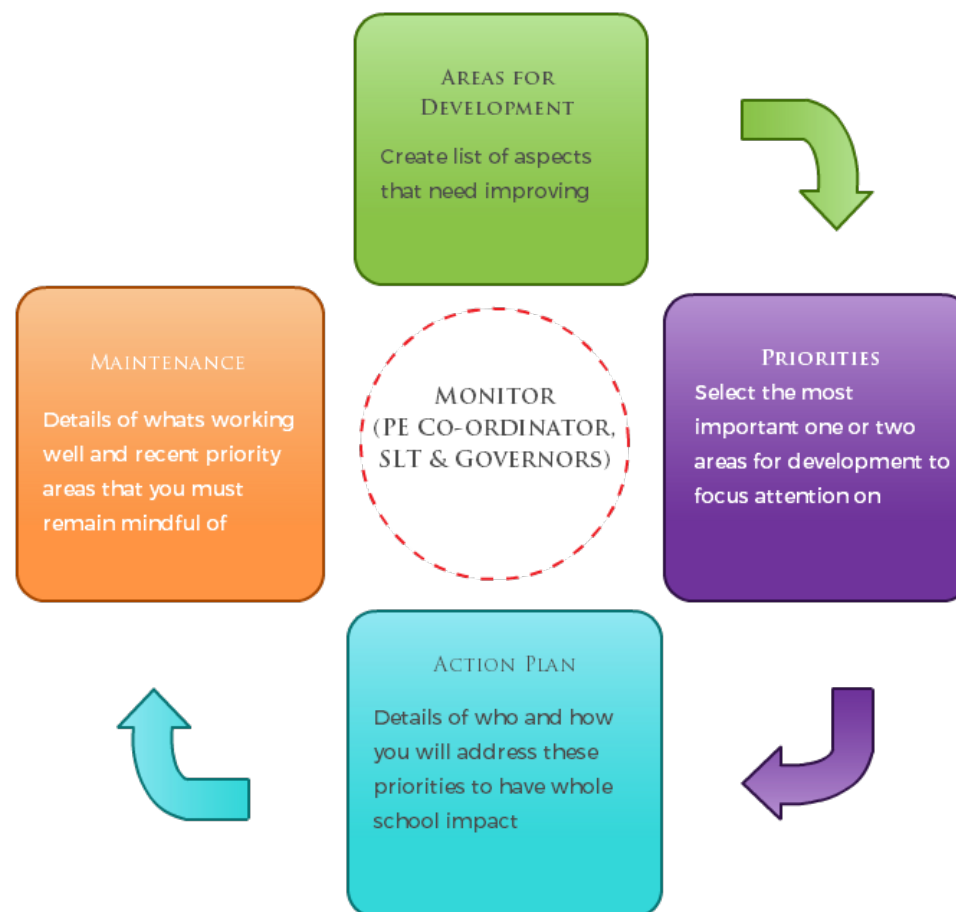 AREAS FOR
DEVELOPMENT
Create list of aspects
that need improving
PRIORITIES
Select the most
important one or two
areas for development to
focus attention on
ACTION PLAN
Details of who and how
you will address these
priorities to have whole
school impact
MAINTENANCE
Details of whats working
well and recent priority
areas that you must
remain mindful of
MONITOR
(PE CO-ORDINATOR,
SLT & GOVERNORS)